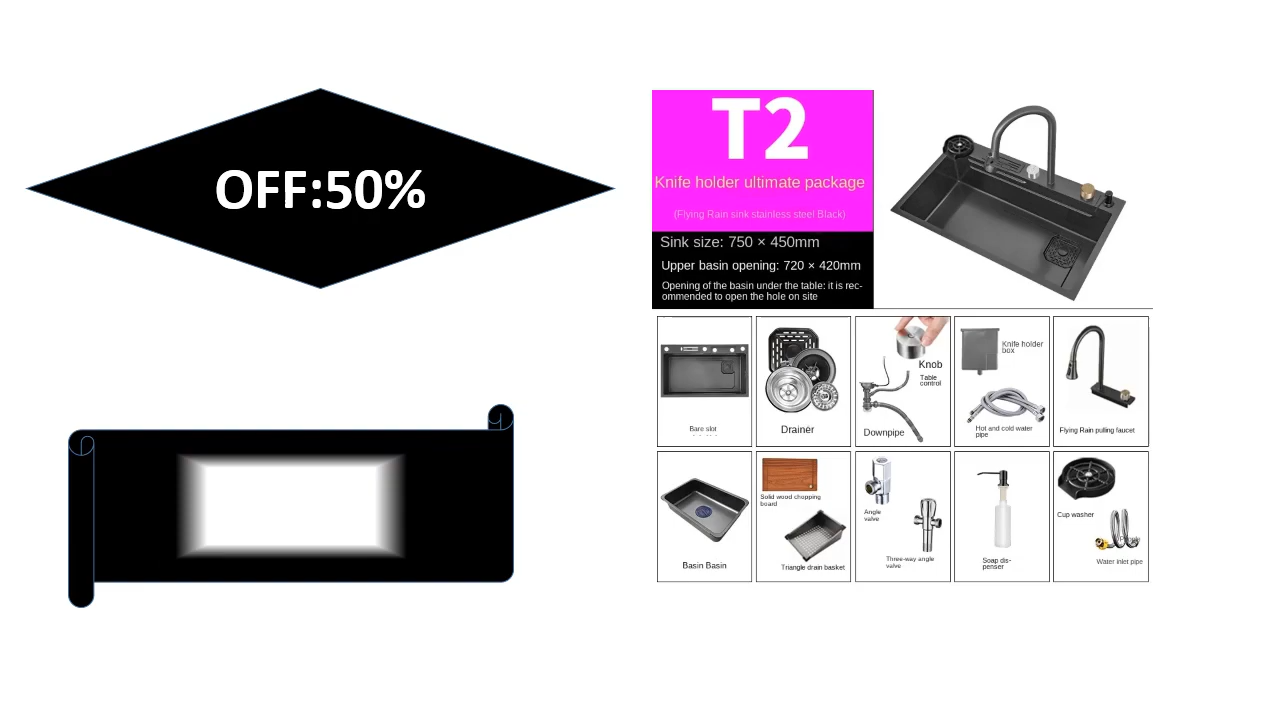 OFF:50%
T2
Knife holder ultimate package
(Flying Rain sink stainless steel Black)
Sink size: 750 × 450mm
Upper basin opening: 720 × 420mm
Opening of the basin under the table: it is rec-
ommended to open the hole on site
Bare slot
Drainer
Knob
Table
control
Downpipe
Knife holder
box
Hot and cold water
pipe
Flying Rain pulling faucet
Basin Basin
Solid wood chopping
board
Triangle drain basket
Angle
valve
Three-way angle
valve
Soap dis-
penser
Cup washer
Water inlet pipe